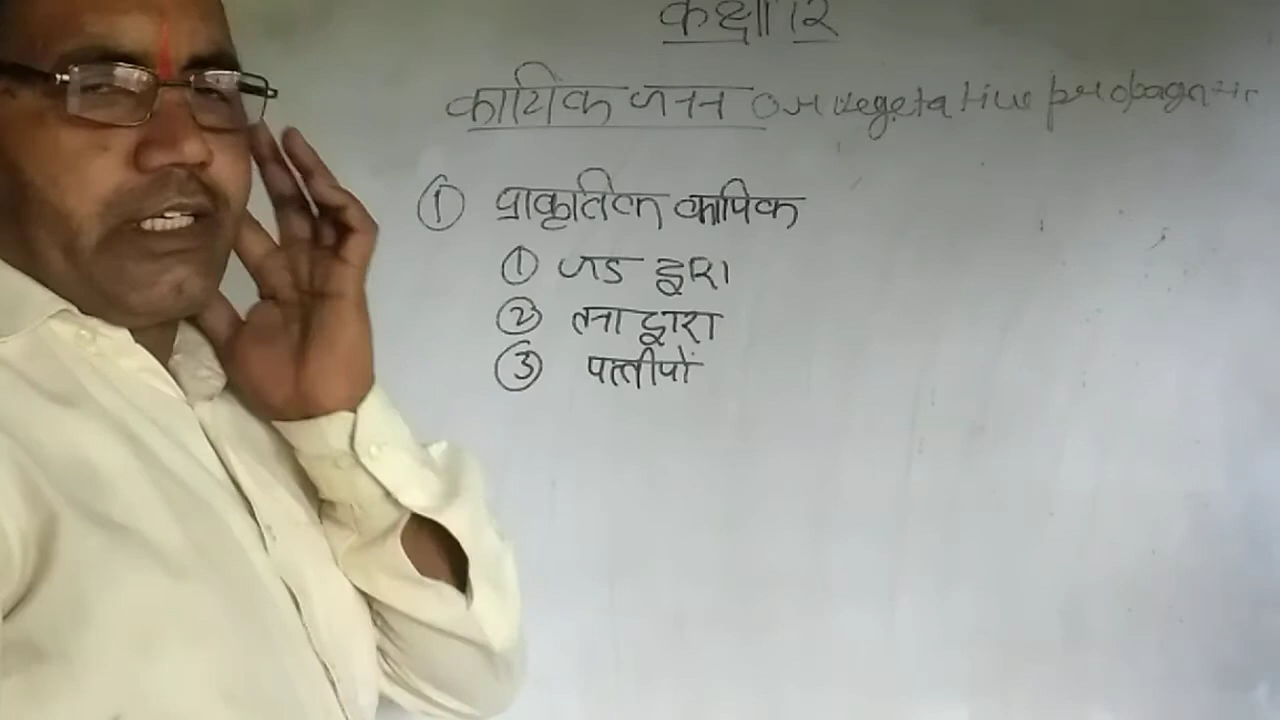 कक्षा 12
कायिक जनन or vegetative propagation
① प्राकृतिक कायिक
① जड द्वारा
② तना द्वारा
③ पत्तीयों